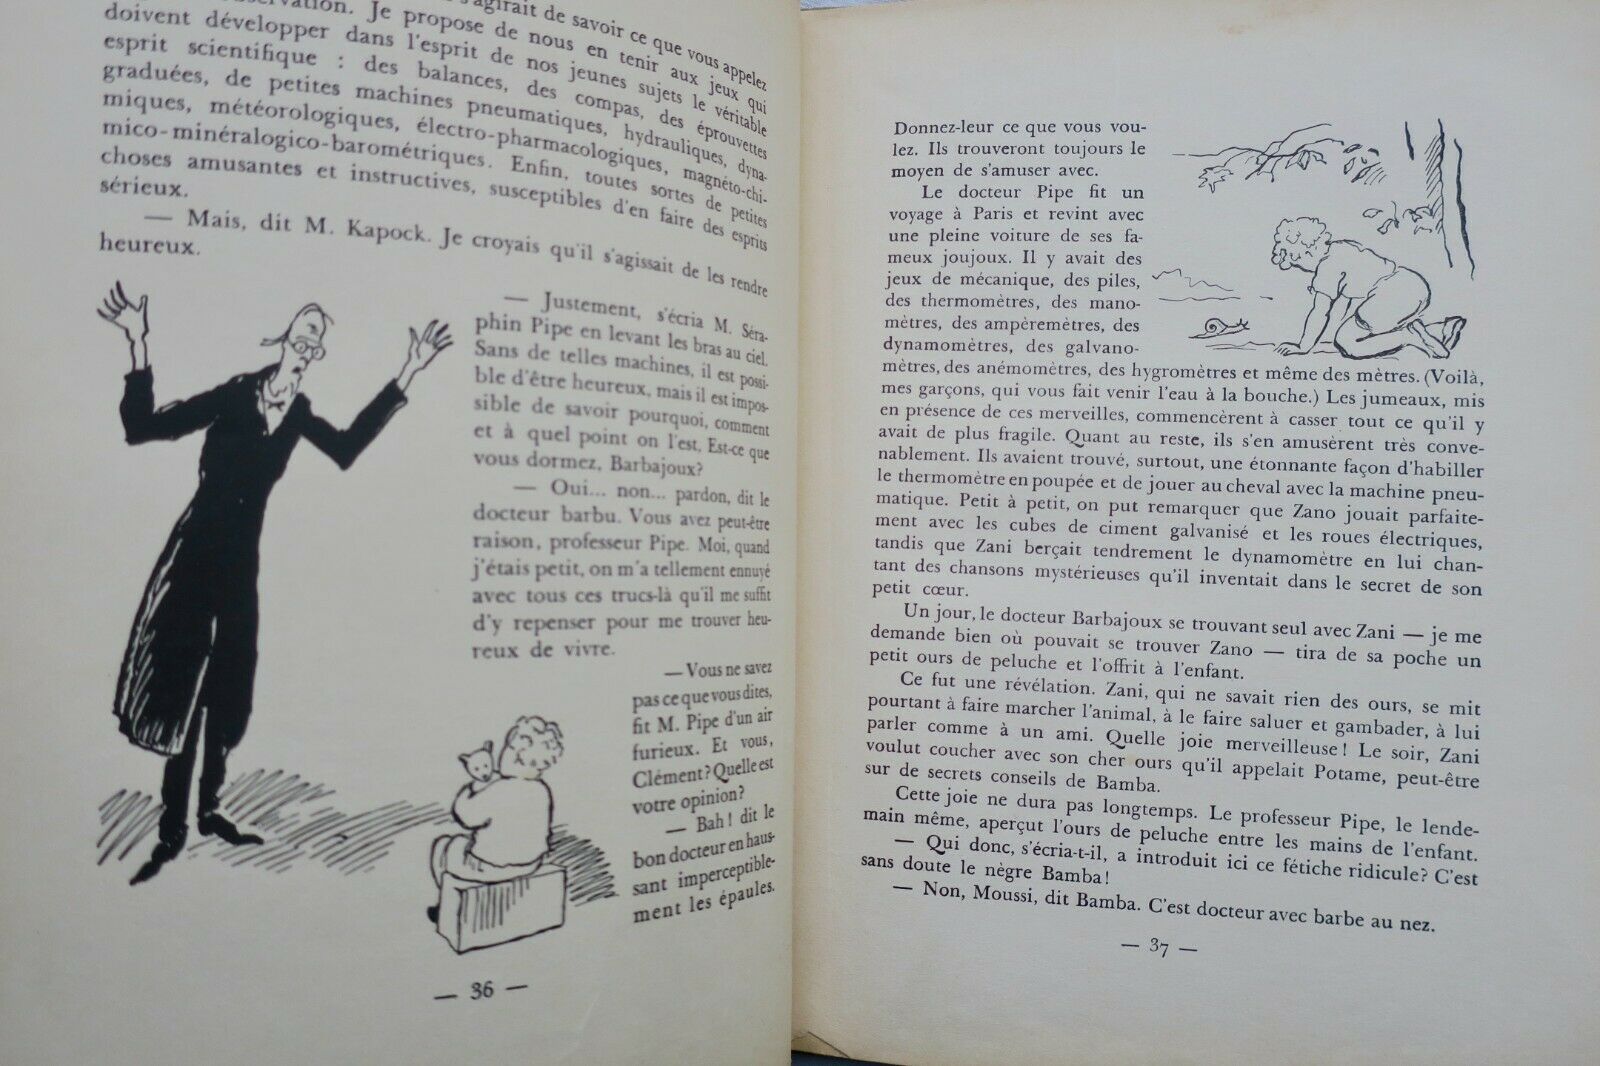 observation. Je propose de nous en tenir aux jeux qui
s'agirait de savoir ce que vous appelez
doivent développer dans l'esprit de nos jeunes sujets le véritable
esprit scientifique : des balances, des compas, des éprouvettes
graduées, de petites machines pneumatiques, hydrauliques, dyna-
miques, météorologiques, électro-pharmacologiques, magnéto-chi-
mico-minéralogico-barométriques. Enfin, toutes sortes de petites
choses amusantes et instructives, susceptibles d'en faire des esprits
sérieux.
— Mais, dit M. Kapock. Je croyais qu'il s'agissait de les rendre
heureux.
— Justement, s'écria M. Séra-
phin Pipe en levant les bras au ciel.
Sans de telles machines, il est possi-
ble d'être heureux, mais il est impos-
sible de savoir pourquoi, comment
et à quel point on l'est, Est-ce que
vous dormez, Barbajoux?
— Oui... non... pardon, dit le
docteur barbu. Vous avez peut-être
raison, professeur Pipe. Moi, quand
j'étais petit, on m'a tellement ennuyé
avec tous ces trucs-là qu'il me suffit
d'y repenser pour me trouver heu-
reux de vivre.
— Vous ne savez
pas ce que vous dites,
fit M. Pipe d'un air
furieux. Et vous,
Clément? Quelle est
votre opinion?
— Bah! dit le
bon docteur en haus-
sant imperceptible-
ment les épaules.
— 36 —
Donnez-leur ce que vous vou-
lez. Ils trouveront toujours le
moyen de s'amuser avec.
Le docteur Pipe fit un
voyage à Paris et revint avec
une pleine voiture de ses fa-
meux joujoux. Il y avait des
jeux de mécanique, des piles,
des thermomètres, des mano-
mètres, des ampèremètres, des
dynamomètres, des galvano-
mètres, des anémomètres, des hygromètres et même des mètres. (Voilà,
mes garçons, qui vous fait venir l'eau à la bouche.) Les jumeaux, mis
en présence de ces merveilles, commencèrent à casser tout ce qu'il y
avait de plus fragile. Quant au reste, ils s'en amusèrent très conve-
nablement. Ils avaient trouvé, surtout, une étonnante façon d'habiller
le thermomètre en poupée et de jouer au cheval avec la machine pneu-
matique. Petit à petit, on put remarquer que Zano jouait parfaite-
ment avec les cubes de ciment galvanisé et les roues électriques,
tandis que Zani berçait tendrement le dynamomètre en lui chan-
tant des chansons mystérieuses qu'il inventait dans le secret de son
petit cœur.
Un jour, le docteur Barbajoux se trouvant seul avec Zani — je me
demande bien où pouvait se trouver Zano — tira de sa poche un
petit ours de peluche et l'offrit à l'enfant.
Ce fut une révélation. Zani, qui ne savait rien des ours, se mit
pourtant à faire marcher l'animal, à le faire saluer et gambader, à lui
parler comme à un ami. Quelle joie merveilleuse! Le soir, Zani
voulut coucher avec son cher ours qu'il appelait Potame, peut-être
sur de secrets conseils de Bamba.
Cette joie ne dura pas longtemps. Le professeur Pipe, le lende-
main même, aperçut l'ours de peluche entre les mains de l'enfant.
— Qui donc, s'écria-t-il, a introduit ici ce fétiche ridicule? C'est
sans doute le nègre Bamba!
— Non, Moussi, dit Bamba. C'est docteur avec barbe au nez.
— 37 —